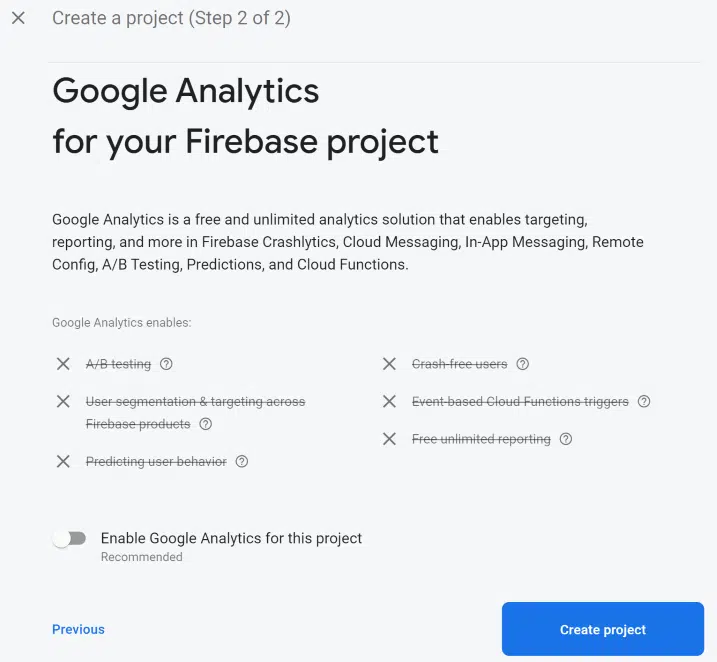 Create a project (Step 2 of 2)
Google Analytics
for your Firebase project
Google Analytics is a free and unlimited analytics solution that enables targeting,
reporting, and more in Firebase Crashlytics, Cloud Messaging, In-App Messaging, Remote
Config, A/B Testing, Predictions, and Cloud Functions.
Google Analytics enables:
A/B testing
User segmentation & targeting across
Firebase products
Predicting user behavior
Crash-free users
Event-based Cloud Functions triggers
Free unlimited reporting
Enable Google Analytics for this project
Recommended
Previous
Create project